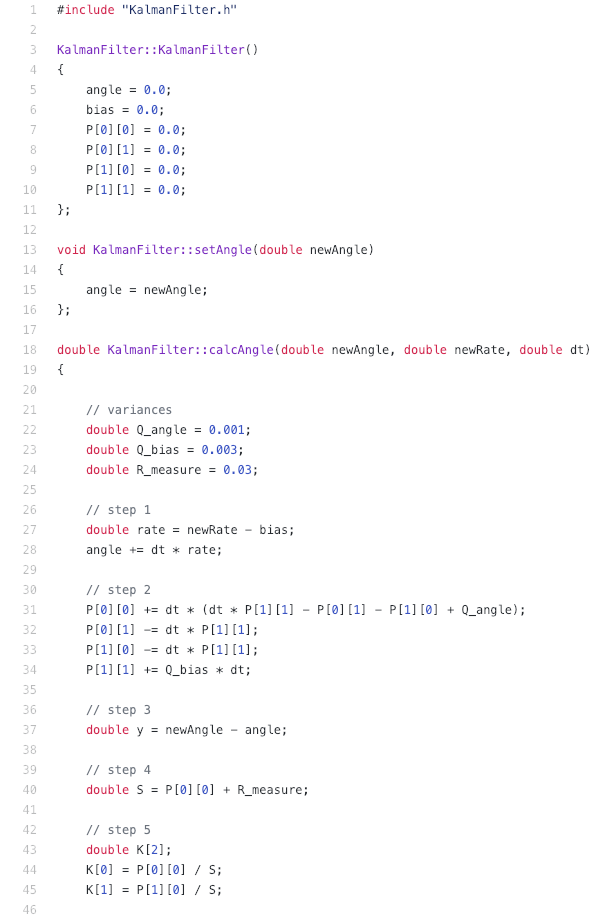 1 #include "KalmanFilter.h"
2
3 KalmanFilter::KalmanFilter()
4 {
5     angle = 0.0;
6     bias = 0.0;
7     P[0][0] = 0.0;
8     P[0][1] = 0.0;
9     P[1][0] = 0.0;
10     P[1][1] = 0.0;
11 };
12
13 void KalmanFilter::setAngle(double newAngle)
14 {
15     angle = newAngle;
16 };
17
18 double KalmanFilter::calcAngle(double newAngle, double newRate, double dt)
19 {
20
21     // variances
22     double Q_angle = 0.001;
23     double Q_bias = 0.003;
24     double R_measure = 0.03;
25
26     // step 1
27     double rate = newRate - bias;
28     angle += dt * rate;
29
30     // step 2
31     P[0][0] += dt * (dt * P[1][1] - P[0][1] - P[1][0] + Q_angle);
32     P[0][1] -= dt * P[1][1];
33     P[1][0] -= dt * P[1][1];
34     P[1][1] += Q_bias * dt;
35
36     // step 3
37     double y = newAngle - angle;
38
39     // step 4
40     double S = P[0][0] + R_measure;
41
42     // step 5
43     double K[2];
44     K[0] = P[0][0] / S;
45     K[1] = P[1][0] / S;
46